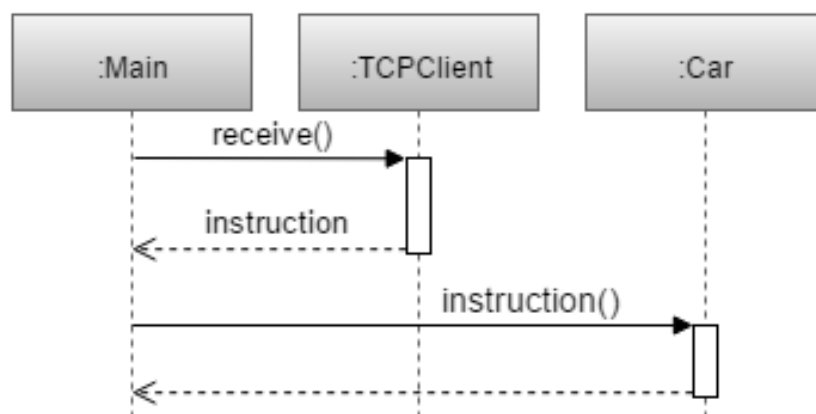 :Main
:TCPClient
:Car
receive()
instruction
instruction()